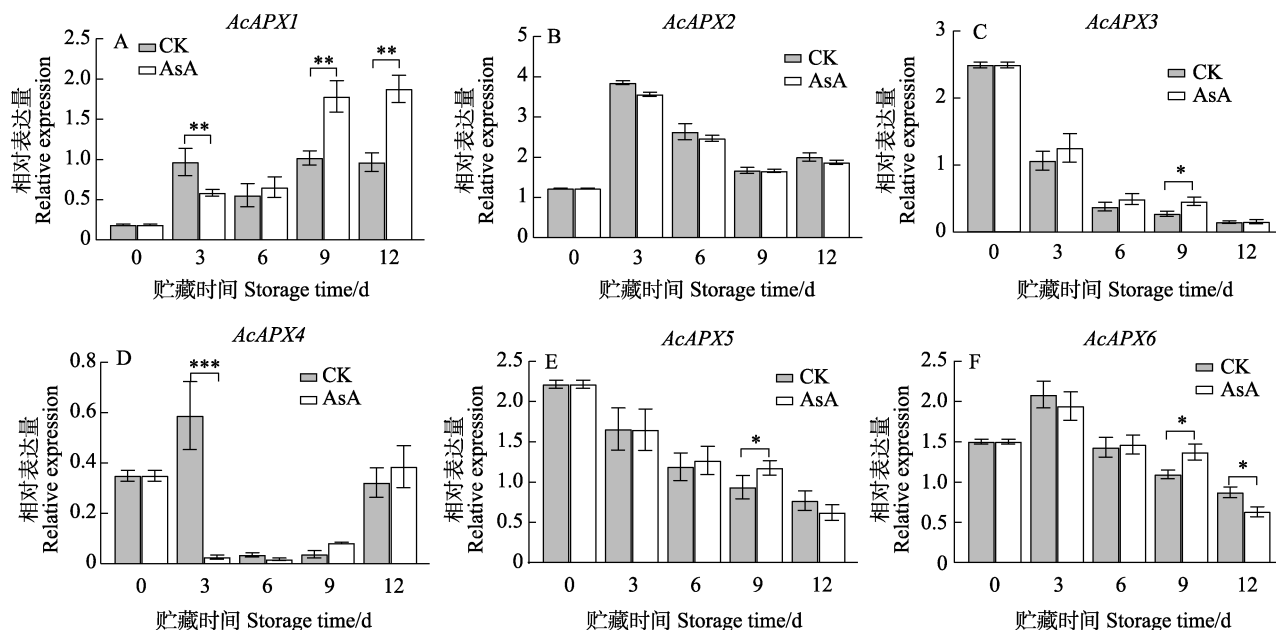 AcAPX1
A
CK
AsA
**
**
**
2.5
2.0
1.5
1.0
0.5
0
相对表达量
Relative expression
0 3 6 9 12
贮藏时间 Storage time/d
AcAPX2
B
CK
AsA
5
4
3
2
1
0
相对表达量
Relative expression
0 3 6 9 12
贮藏时间 Storage time/d
AcAPX3
C
CK
AsA
*
3
2
1
0
相对表达量
Relative expression
0 3 6 9 12
贮藏时间 Storage time/d
AcAPX4
D
***
CK
AsA
0.8
0.6
0.4
0.2
0
相对表达量
Relative expression
0 3 6 9 12
贮藏时间 Storage time/d
AcAPX5
E
CK
AsA
*
2.5
2.0
1.5
1.0
0.5
0
相对表达量
Relative expression
0 3 6 9 12
贮藏时间 Storage time/d
AcAPX6
F
CK
AsA
*
*
2.5
2.0
1.5
1.0
0.5
0
相对表达量
Relative expression
0 3 6 9 12
贮藏时间 Storage time/d